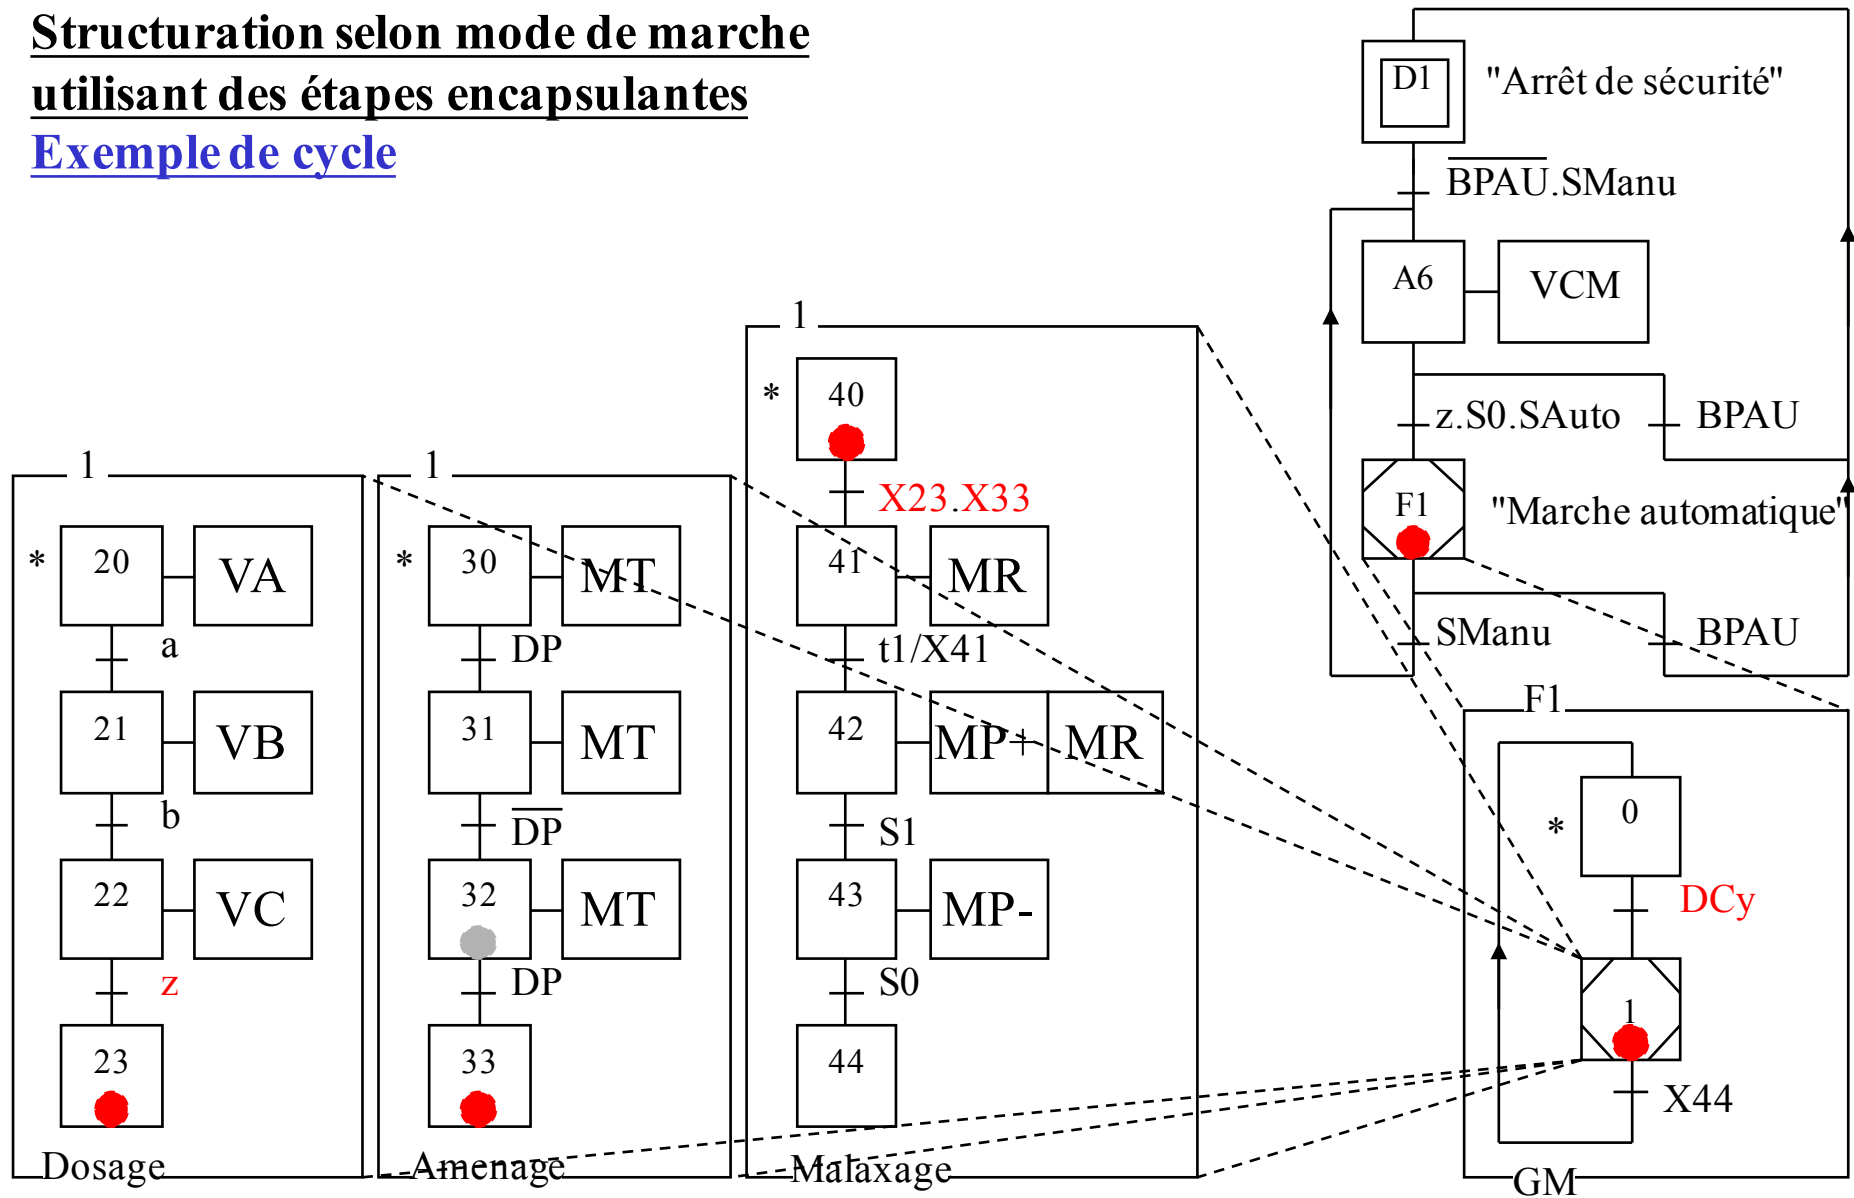 Structuration selon mode de marche
utilisant des étapes encapsulantes
Exemple de cycle
D1
"Arrêt de sécurité"
B̅P̅A̅U̅.SManu
A6
VCM
z.S0.SAuto
BPAU
F1
"Marche automatique"
SManu
BPAU
1
*
20
VA
a
21
VB
b
22
VC
z
23
Dosage
1
*
30
MT
DP
31
MT
D̅P̅
32
MT
DP
33
Amenage
1
*
40
X23.X33
41
MR
t1/X41
42
MP+
MR
S1
43
MP-
S0
44
Malaxage
F1
*
0
DCy
1
X44
GM